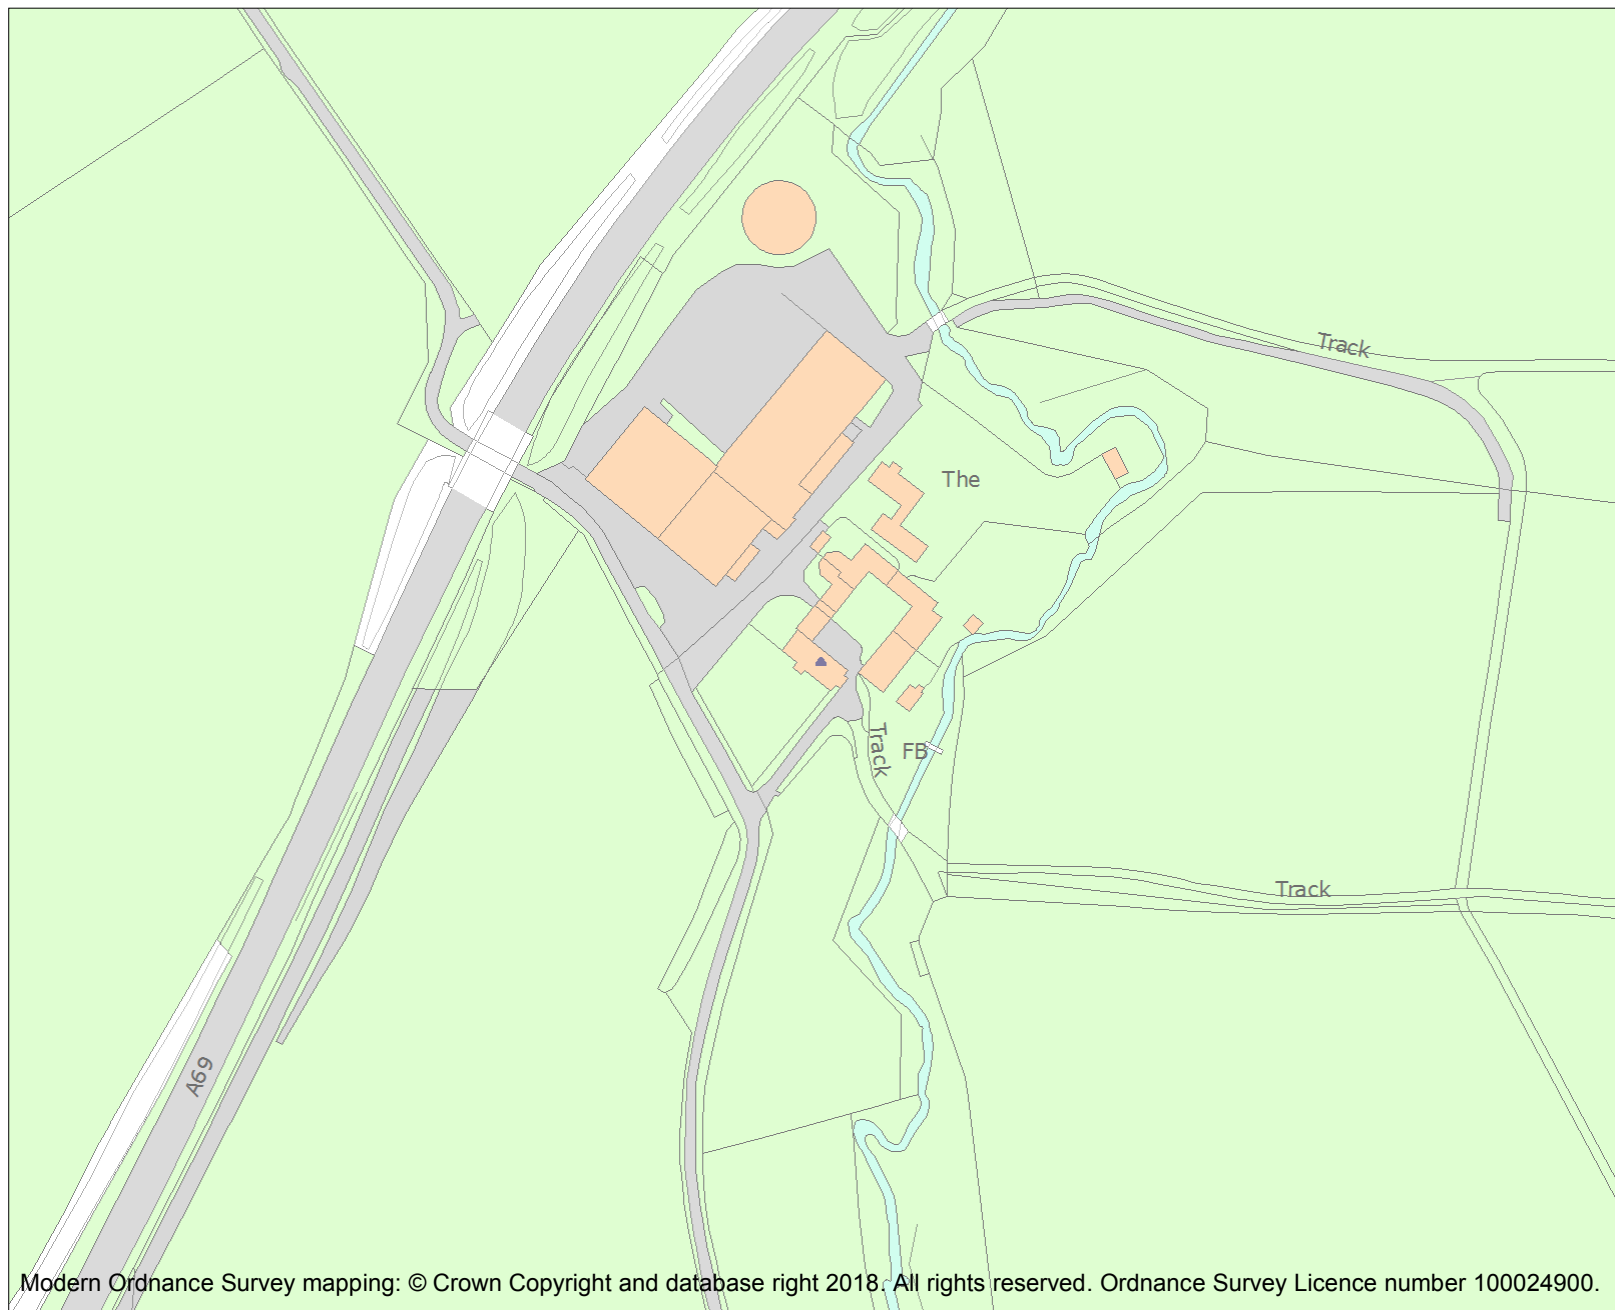 Track
The
Track
FB
Track
A69
Modern Ordnance Survey mapping: © Crown Copyright and database right 2018. All rights reserved. Ordnance Survey Licence number 100024900.